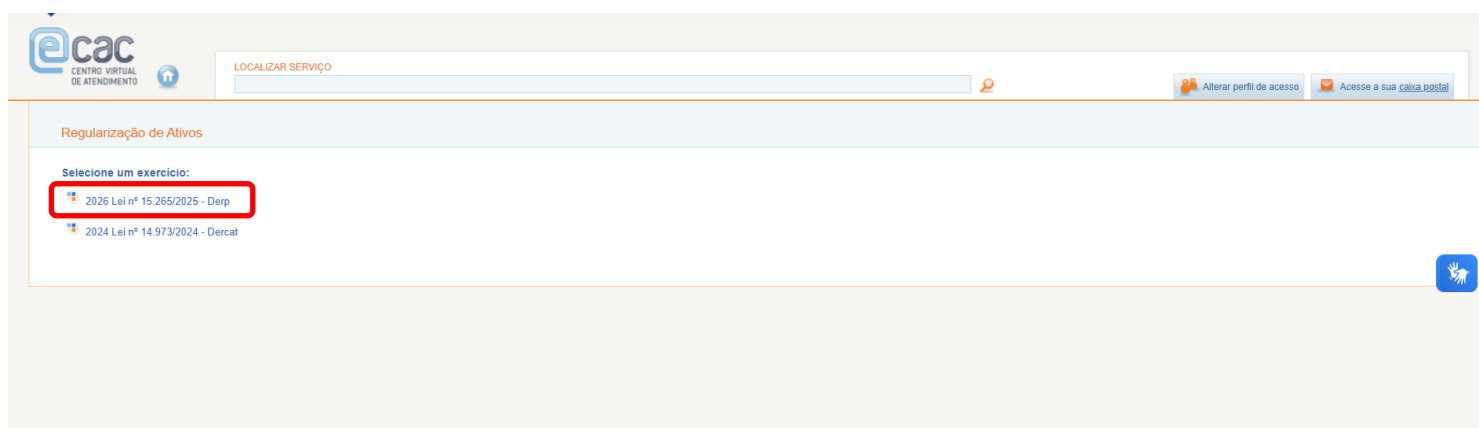 ecac
CENTRO VIRTUAL
DE ATENDIMENTO
LOCALIZAR SERVIÇO
Alterar perfil de acesso
Acesse a sua caixa postal
Regularização de Ativos
Selecione um exercício:
2026 Lei nº 15.265/2025 - Derp
2024 Lei nº 14.973/2024 - Dercat